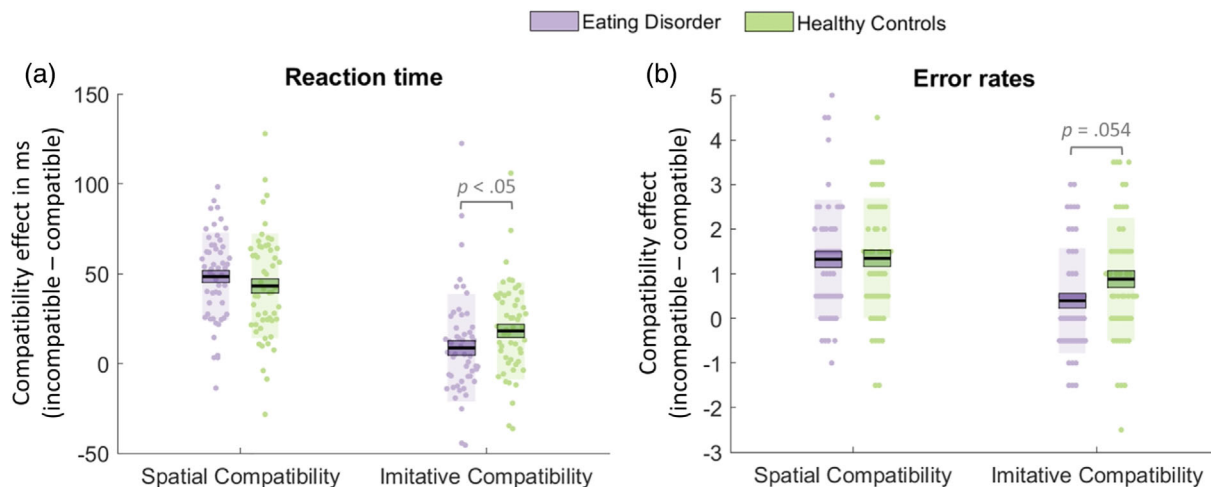 Eating Disorder Healthy Controls
(a) Reaction time
Compatibility effect in ms
(incompatible – compatible)
150
100
50
0
-50
p < .05
Spatial Compatibility Imitative Compatibility
(b) Error rates
Compatibility effect
(incompatible – compatible)
5
4
3
2
1
0
-1
-2
-3
p = .054
Spatial Compatibility Imitative Compatibility